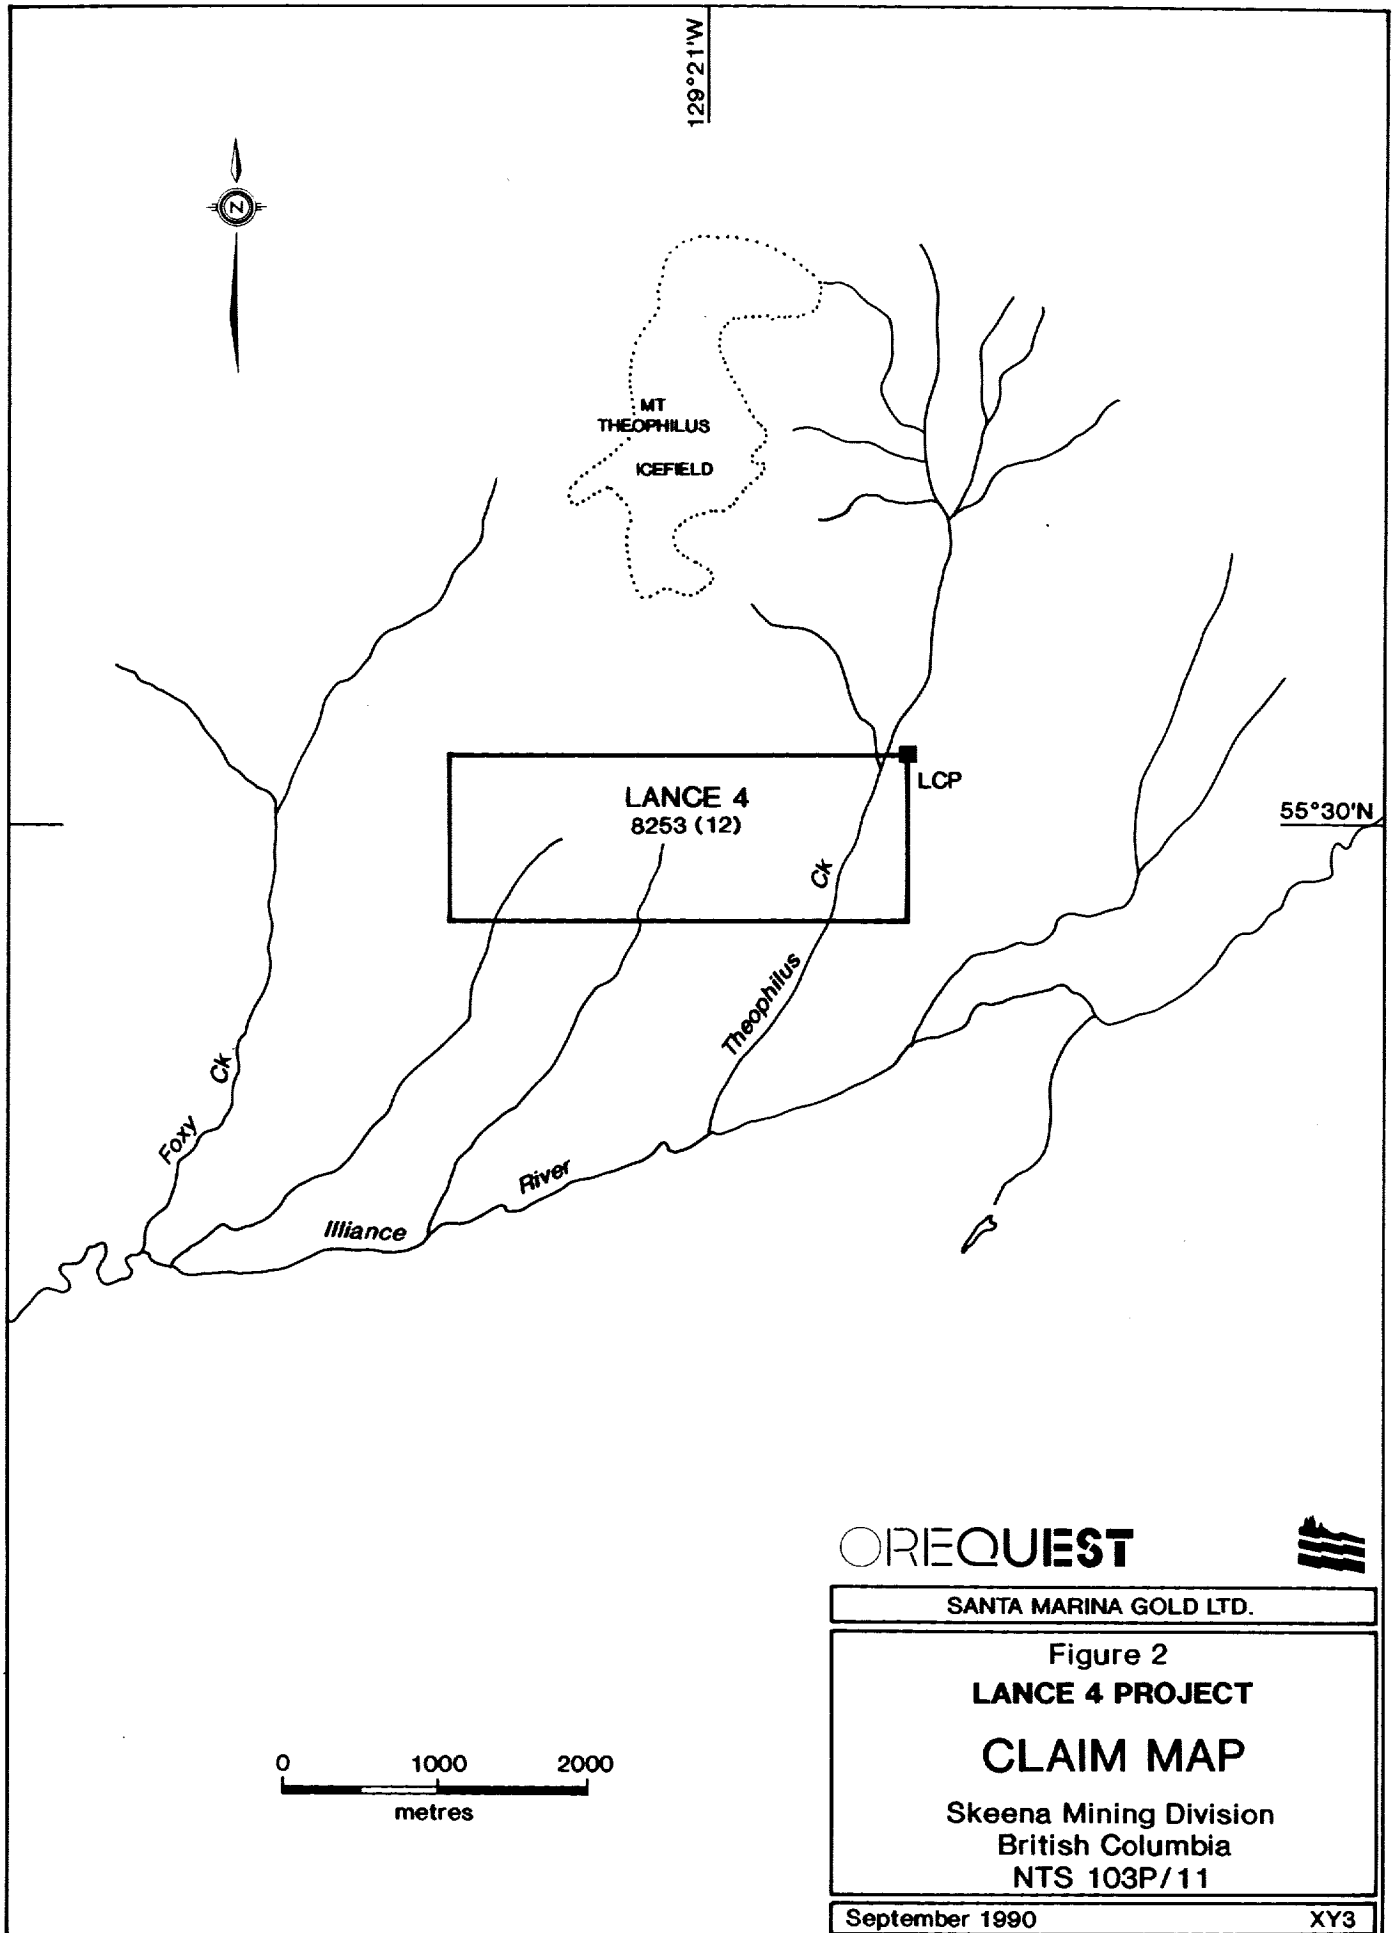 129°21'W
N
MT
THEOPHILUS
ICEFIELD
LCP
LANCE 4
8253 (12)
55°30'N
Ck
Theophilus
Ck
Foxy
River
Illiance
OREQUEST
SANTA MARINA GOLD LTD.
Figure 2
LANCE 4 PROJECT
CLAIM MAP
Skeena Mining Division
British Columbia
NTS 103P/11
September 1990 XY3
0 1000 2000
metres